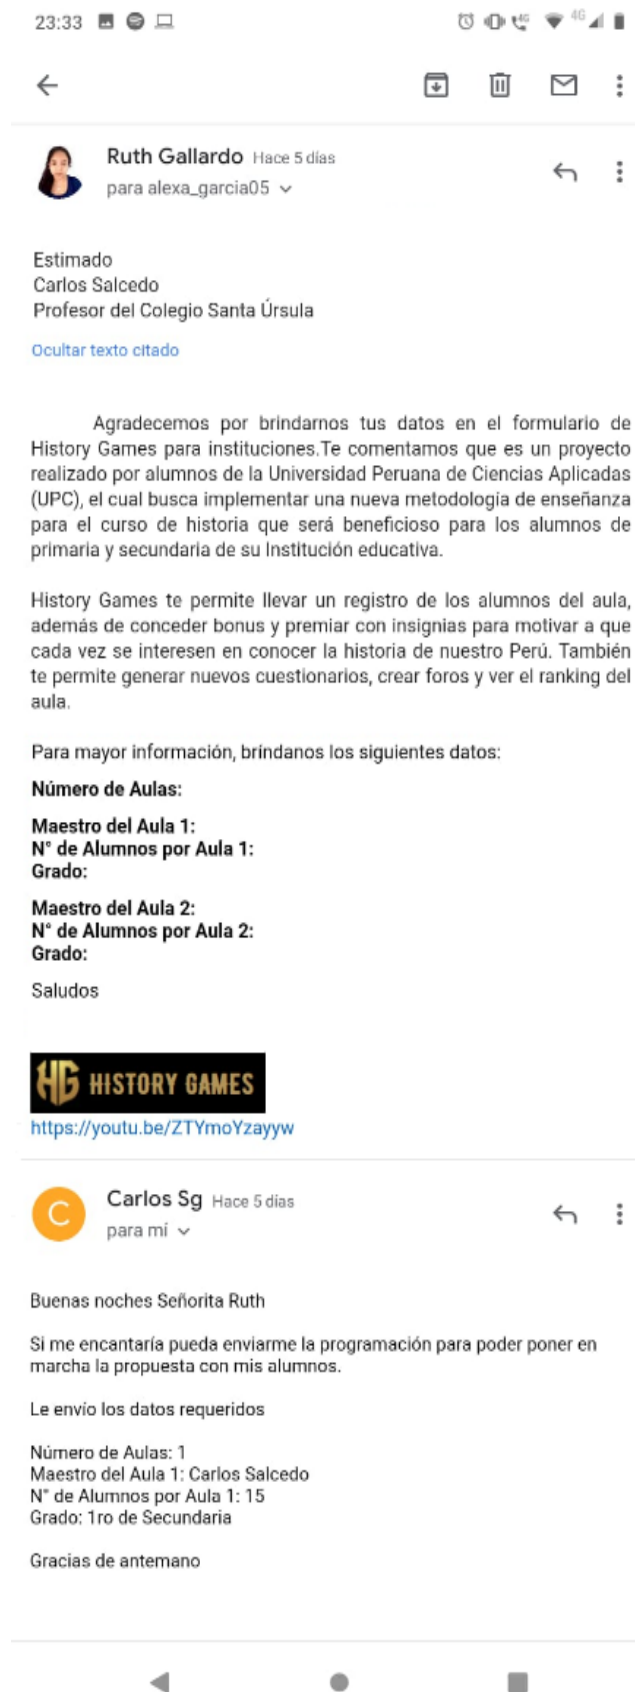 23:33
4G
4G
Ruth Gallardo Hace 5 días
para alexa_garcia05
Estimado
Carlos Salcedo
Profesor del Colegio Santa Úrsula
Ocultar texto citado
Agradecemos por brindarnos tus datos en el formulario de
History Games para instituciones.Te comentamos que es un proyecto
realizado por alumnos de la Universidad Peruana de Ciencias Aplicadas
(UPC), el cual busca implementar una nueva metodología de enseñanza
para el curso de historia que será beneficioso para los alumnos de
primaria y secundaria de su Institución educativa.
History Games te permite llevar un registro de los alumnos del aula,
además de conceder bonus y premiar con insignias para motivar a que
cada vez se interesen en conocer la historia de nuestro Perú. También
te permite generar nuevos cuestionarios, crear foros y ver el ranking del
aula.
Para mayor información, bríndanos los siguientes datos:
Número de Aulas:
Maestro del Aula 1:
N° de Alumnos por Aula 1:
Grado:
Maestro del Aula 2:
N° de Alumnos por Aula 2:
Grado:
Saludos
HG HISTORY GAMES
https://youtu.be/ZTYmoYzayyw
C
Carlos Sg Hace 5 días
para mí
Buenas noches Señorita Ruth
Si me encantaría pueda enviarme la programación para poder poner en
marcha la propuesta con mis alumnos.
Le envío los datos requeridos
Número de Aulas: 1
Maestro del Aula 1: Carlos Salcedo
N° de Alumnos por Aula 1: 15
Grado: 1ro de Secundaria
Gracias de antemano